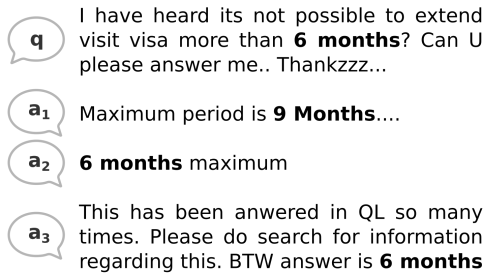 q
I have heard its not possible to extend
visit visa more than 6 months? Can U
please answer me.. Thankzzz...
a1
Maximum period is 9 Months....
a2
6 months maximum
a3
This has been anwered in QL so many
times. Please do search for information
regarding this. BTW answer is 6 months